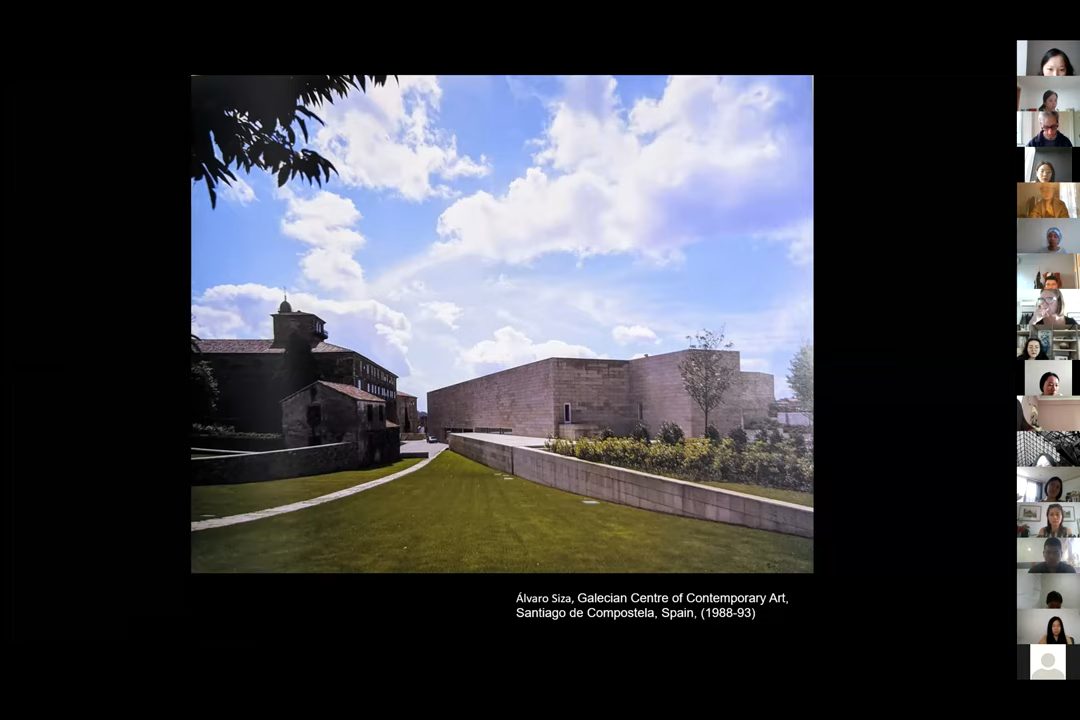 Álvaro Siza, Galecian Centre of Contemporary Art,
Santiago de Compostela, Spain, (1988-93)